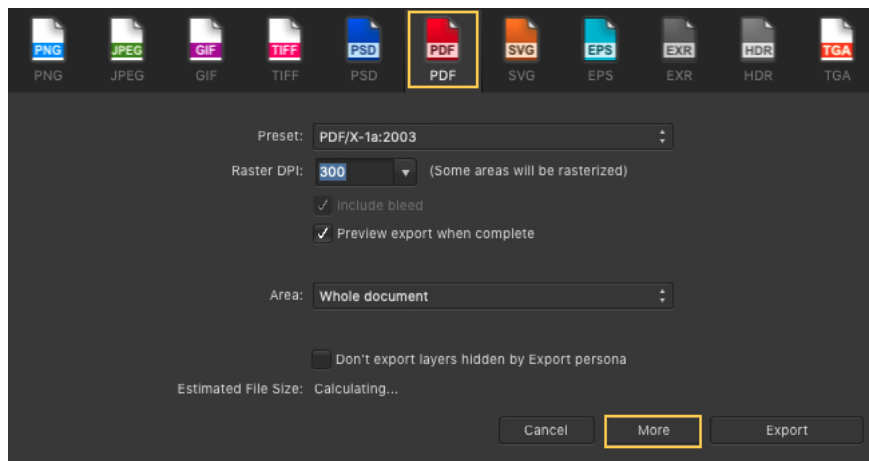 PNG JPEG GIF TIFF PSD PDF SVG EPS EXR HDR TGA
PNG JPEG GIF TIFF PSD PDF SVG EPS EXR HDR TGA
Preset: PDF/X-1a:2003
Raster DPI: 300 (Some areas will be rasterized)
Include bleed
Preview export when complete
Area: Whole document
Don't export layers hidden by Export persona
Estimated File Size: Calculating...
Cancel More Export